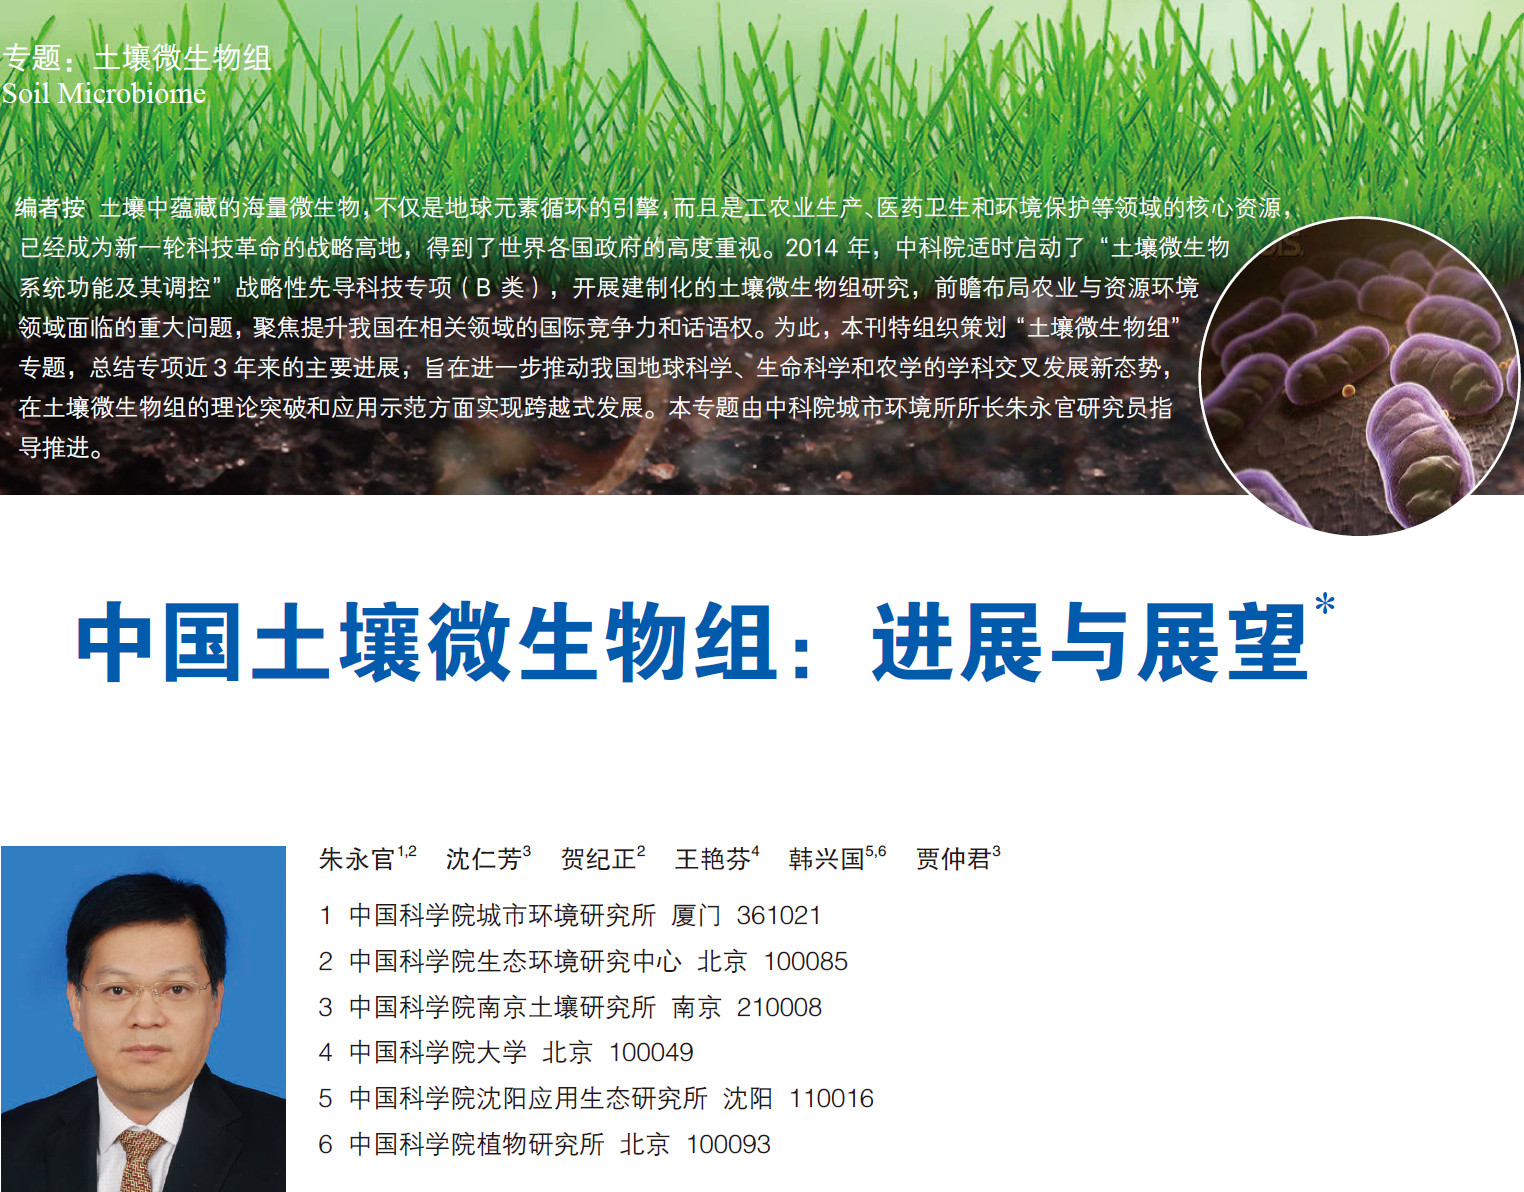 专题：土壤微生物组
Soil Microbiome
编者按 土壤中蕴藏的海量微生物，不仅是地球元素循环的引擎，而且是工农业生产、医药卫生和环境保护等领域的核心资源，
已经成为新一轮科技革命的战略高地，得到了世界各国政府的高度重视。2014 年，中科院适时启动了“土壤微生物
系统功能及其调控”战略性先导科技专项（B 类），开展建制化的土壤微生物组研究，前瞻布局农业与资源环境
领域面临的重大问题，聚焦提升我国在相关领域的国际竞争力和话语权。为此，本刊特组织策划“土壤微生物组”
专题，总结专项近 3 年来的主要进展，旨在进一步推动我国地球科学、生命科学和农学的学科交叉发展新态势，
在土壤微生物组的理论突破和应用示范方面实现跨越式发展。本专题由中科院城市环境所所长朱永官研究员指
导推进。
中国土壤微生物组：进展与展望*
朱永官1,2 沈仁芳3 贺纪正2 王艳芬4 韩兴国5,6 贾仲君3
1 中国科学院城市环境研究所 厦门 361021
2 中国科学院生态环境研究中心 北京 100085
3 中国科学院南京土壤研究所 南京 210008
4 中国科学院大学 北京 100049
5 中国科学院沈阳应用生态研究所 沈阳 110016
6 中国科学院植物研究所 北京 100093